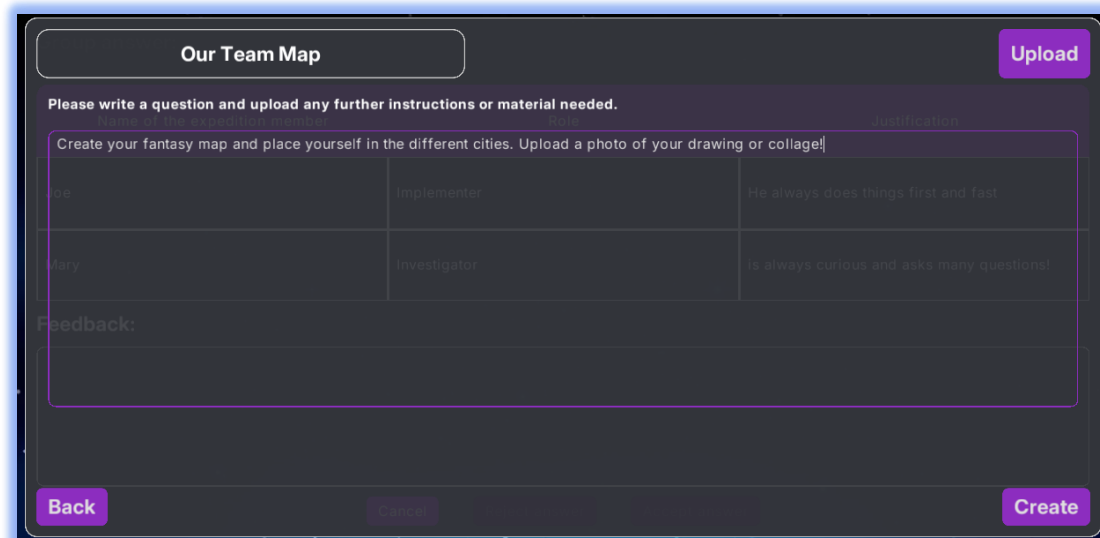 Our Team Map
Upload
Please write a question and upload any further instructions or material needed.
Name of the expedition member
Role
Justification
Create your fantasy map and place yourself in the different cities. Upload a photo of your drawing or collage!
Joe
Implementer
He always does things first and fast
Mary
Investigator
is always curious and asks many questions!
Feedback:
Back
Cancel
Create